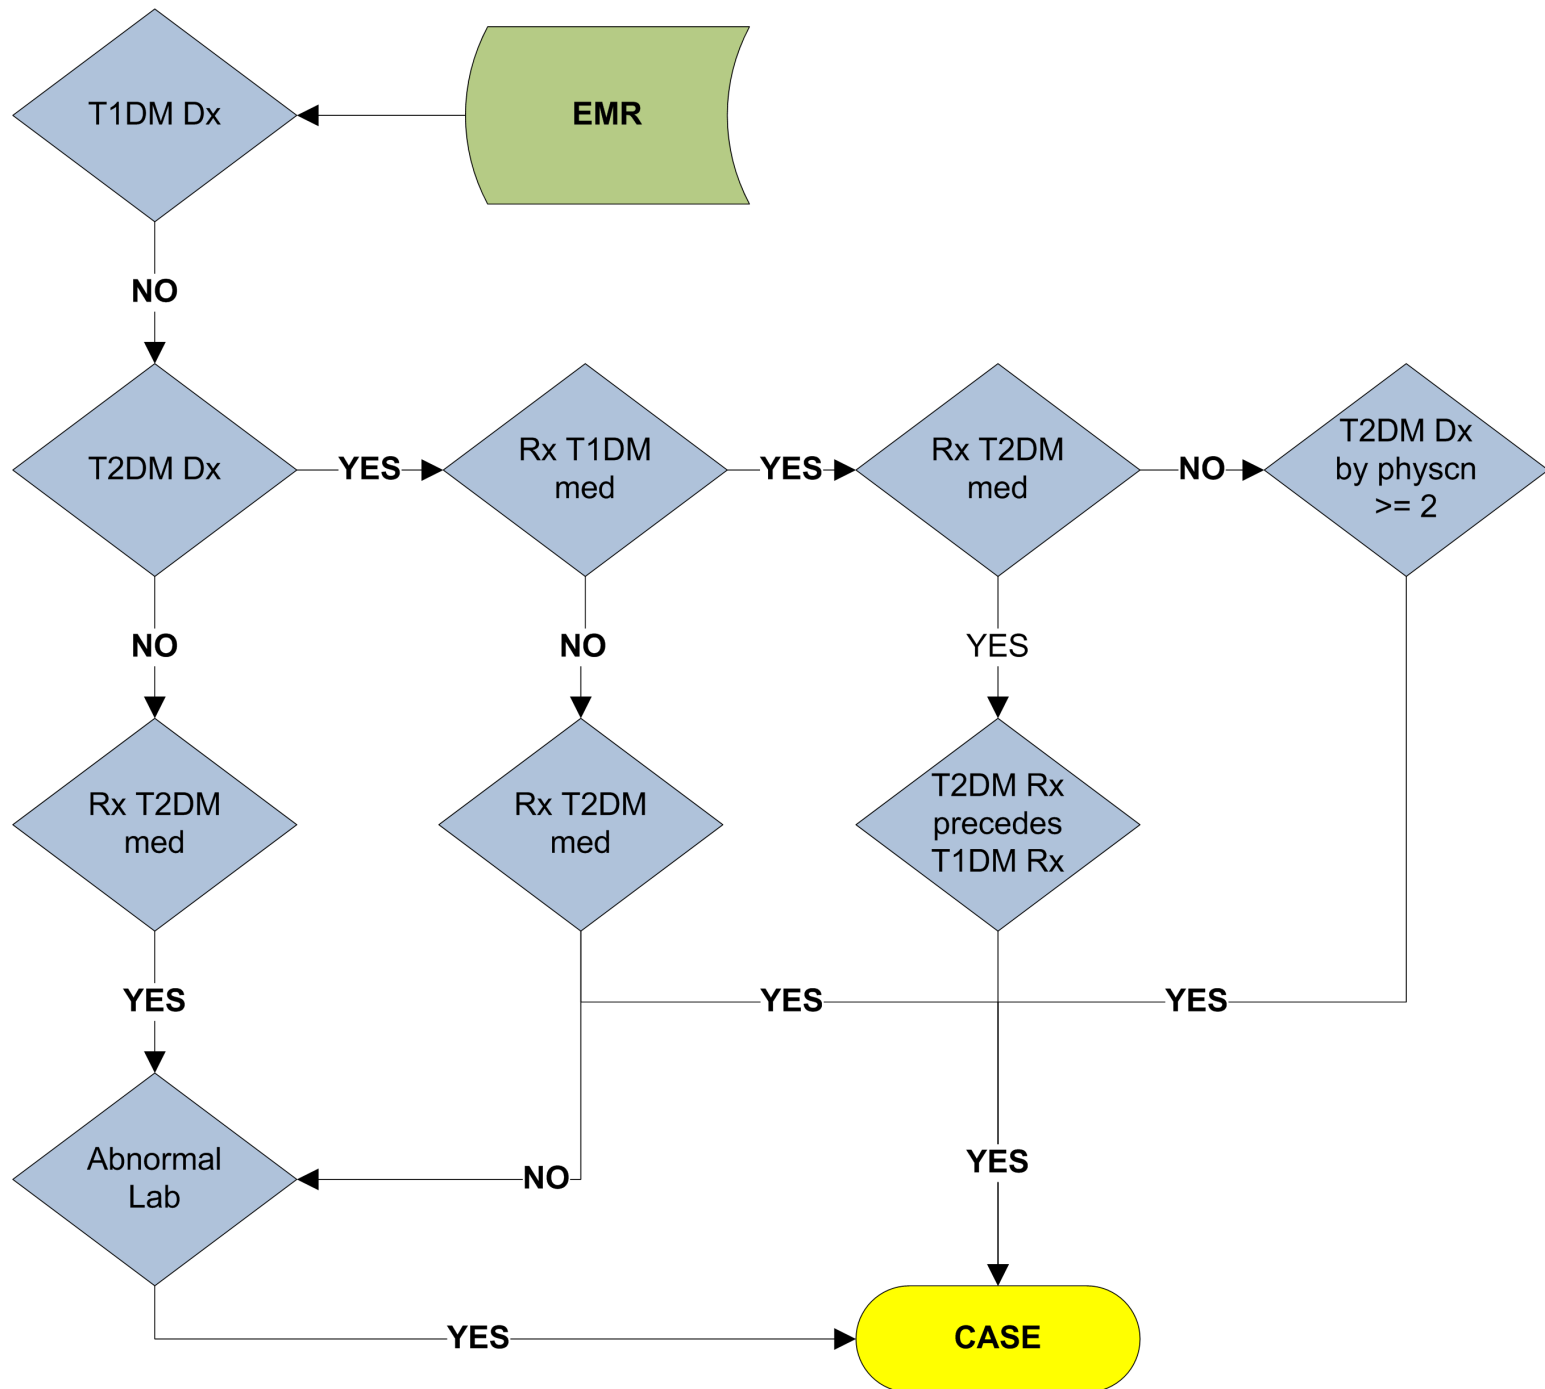 T1DM Dx
EMR
NO
T2DM Dx
YES
Rx T1DM
med
YES
Rx T2DM
med
NO
T2DM Dx
by physcn
>= 2
NO
NO
YES
Rx T2DM
med
Rx T2DM
med
T2DM Rx
precedes
T1DM Rx
YES
YES
YES
Abnormal
Lab
NO
YES
YES
CASE